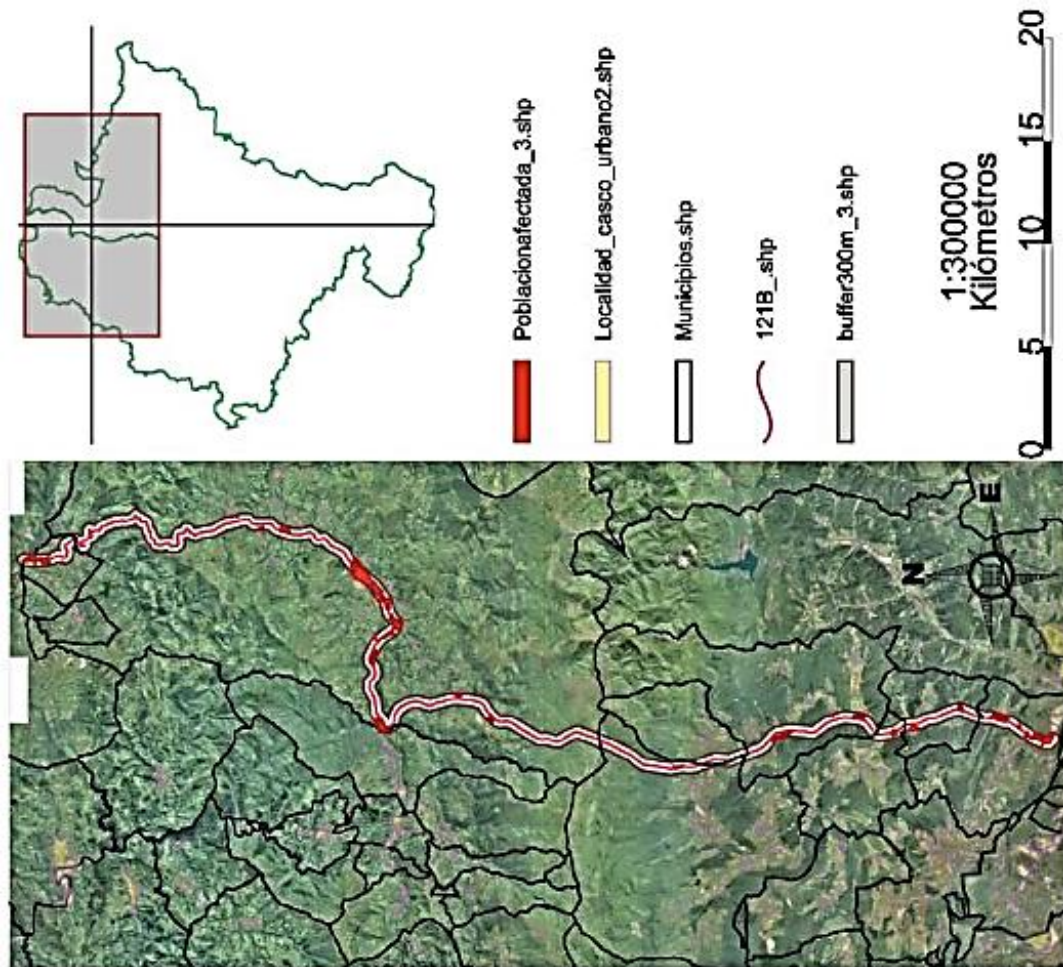 Poblacionafectada_3.shp
Localidad_casco_urbano2.shp
Municipios.shp
121B_.shp
buffer300m_3.shp
1:300000
Kilómetros
0 5 10 15 20
N
E